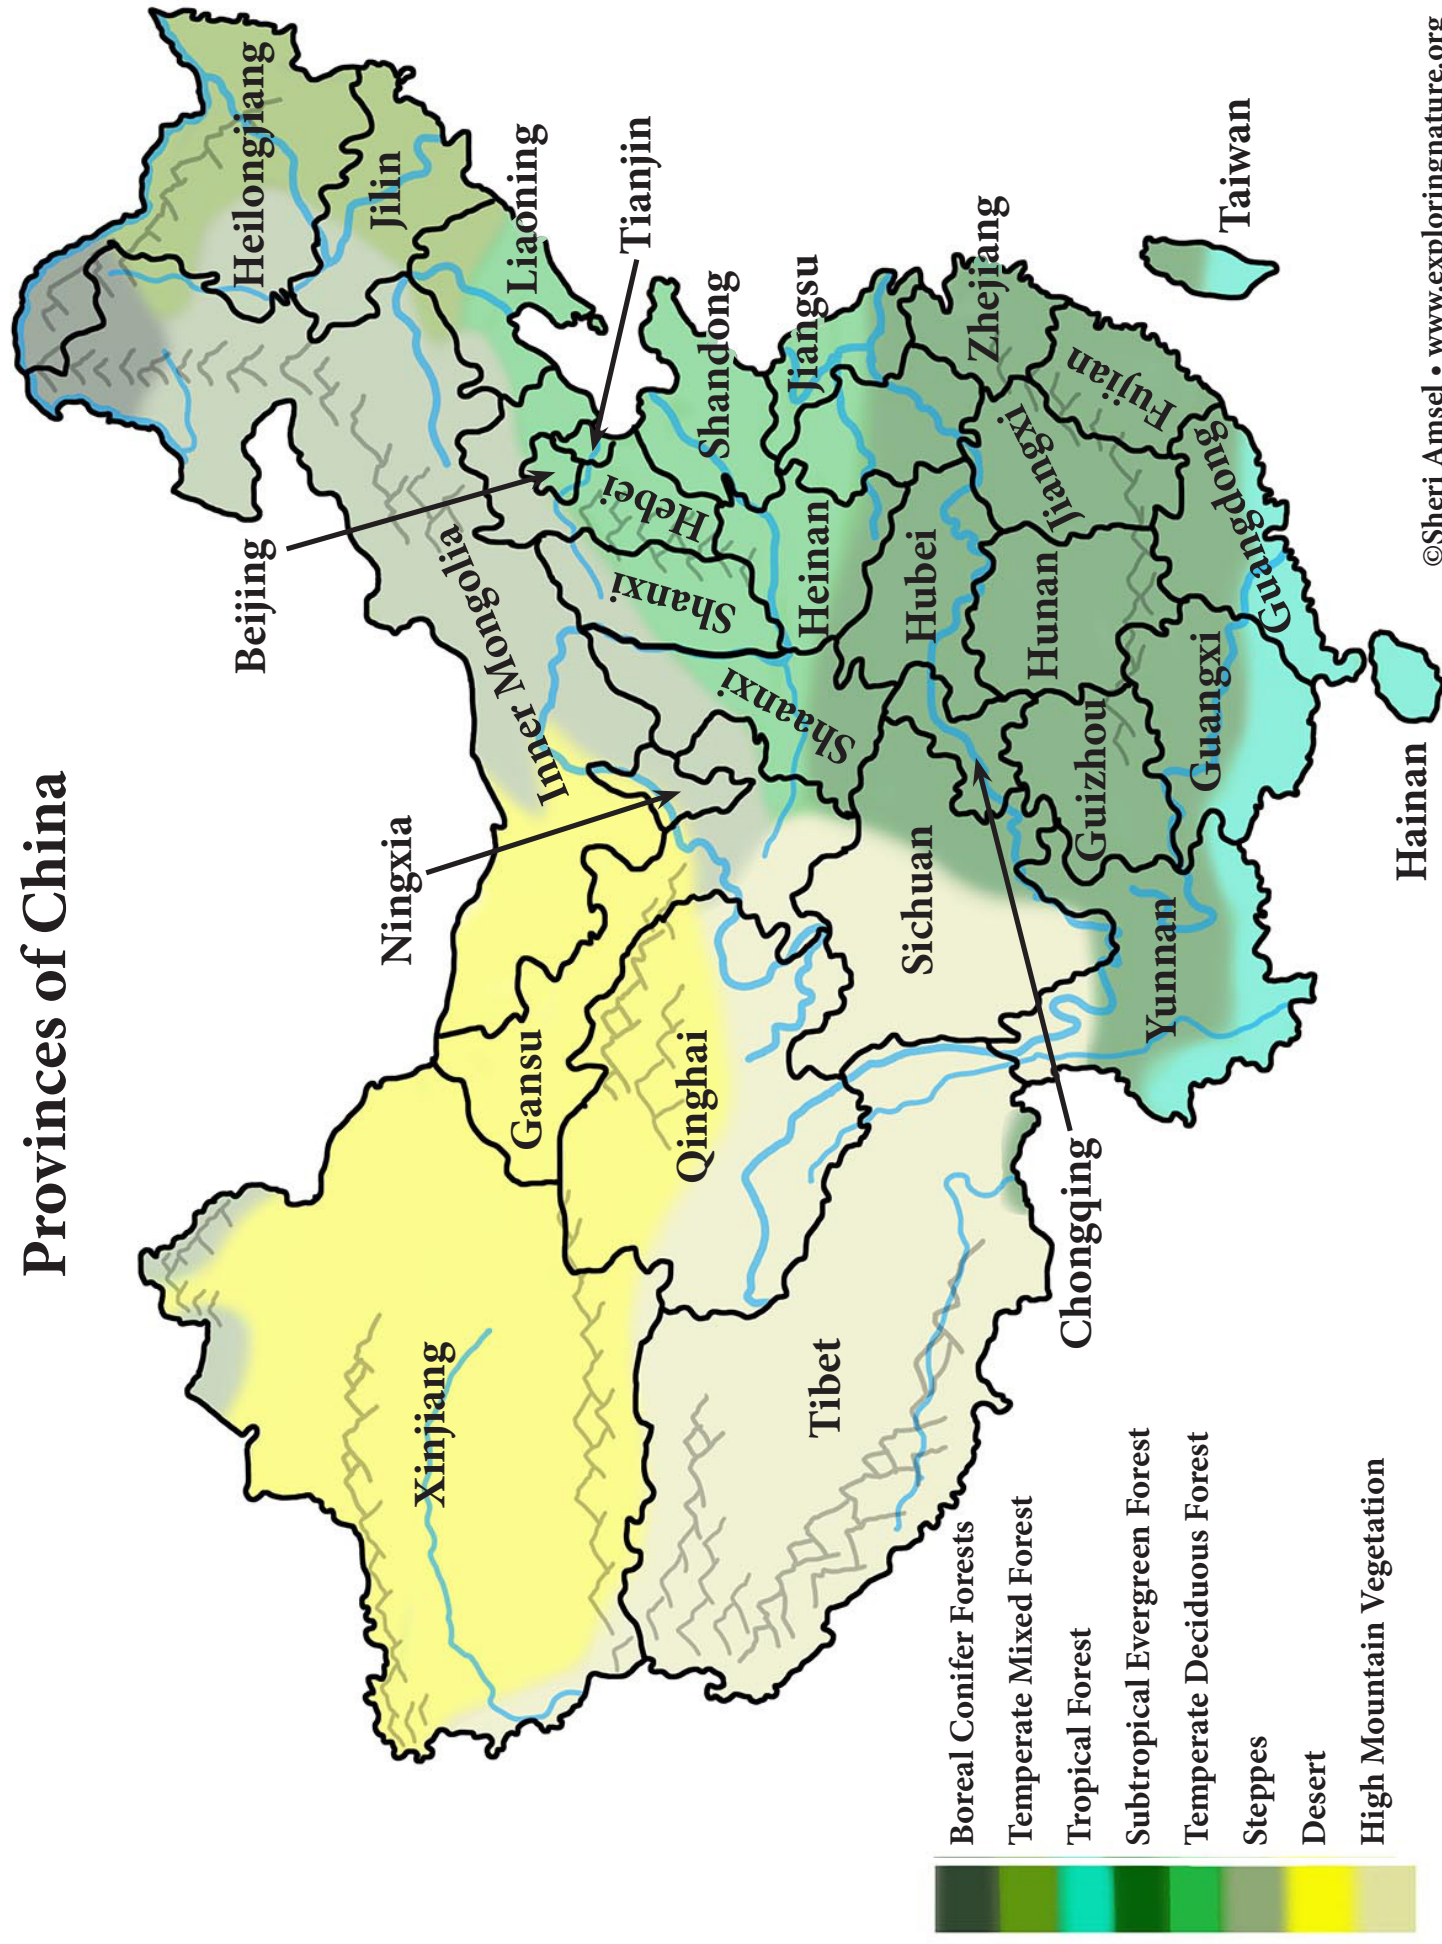 Provinces of China
Heilongjiang
Jilin
Liaoning
Tianjin
Beijing
Inner Mongolia
Ningxia
Hebei
Shandong
Shanxi
Shaanxi
Heinan
Jiangsu
Xinjiang
Gansu
Qinghai
Tibet
Sichuan
Chongqing
Hubei
Zhejiang
Jiangxi
Fujian
Hunan
Guizhou
Yunnan
Guangxi
Guangdong
Taiwan
Hainan
Boreal Conifer Forests
Temperate Mixed Forest
Tropical Forest
Subtropical Evergreen Forest
Temperate Deciduous Forest
Steppes
Desert
High Mountain Vegetation
©Sheri Amsel • www.exploringnature.org